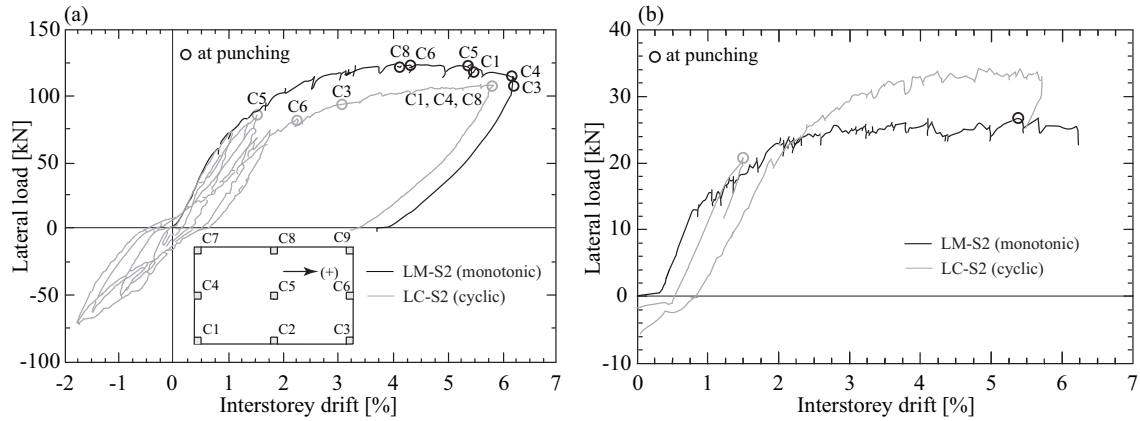 (a)
150
100
50
0
-50
-100
Lateral load [kN]
at punching
C8
C6
C5
C1
C4
C3
C5
C6
C3
C1, C4, C8
C7
C8
C9
(+)
C4
C5
C6
C1
C2
C3
LM-S2 (monotonic)
LC-S2 (cyclic)
-2
-1
0
1
2
3
4
5
6
7
Interstorey drift [%]
(b)
40
30
20
10
0
-10
Lateral load [kN]
at punching
LM-S2 (monotonic)
LC-S2 (cyclic)
0
1
2
3
4
5
6
7
Interstorey drift [%]